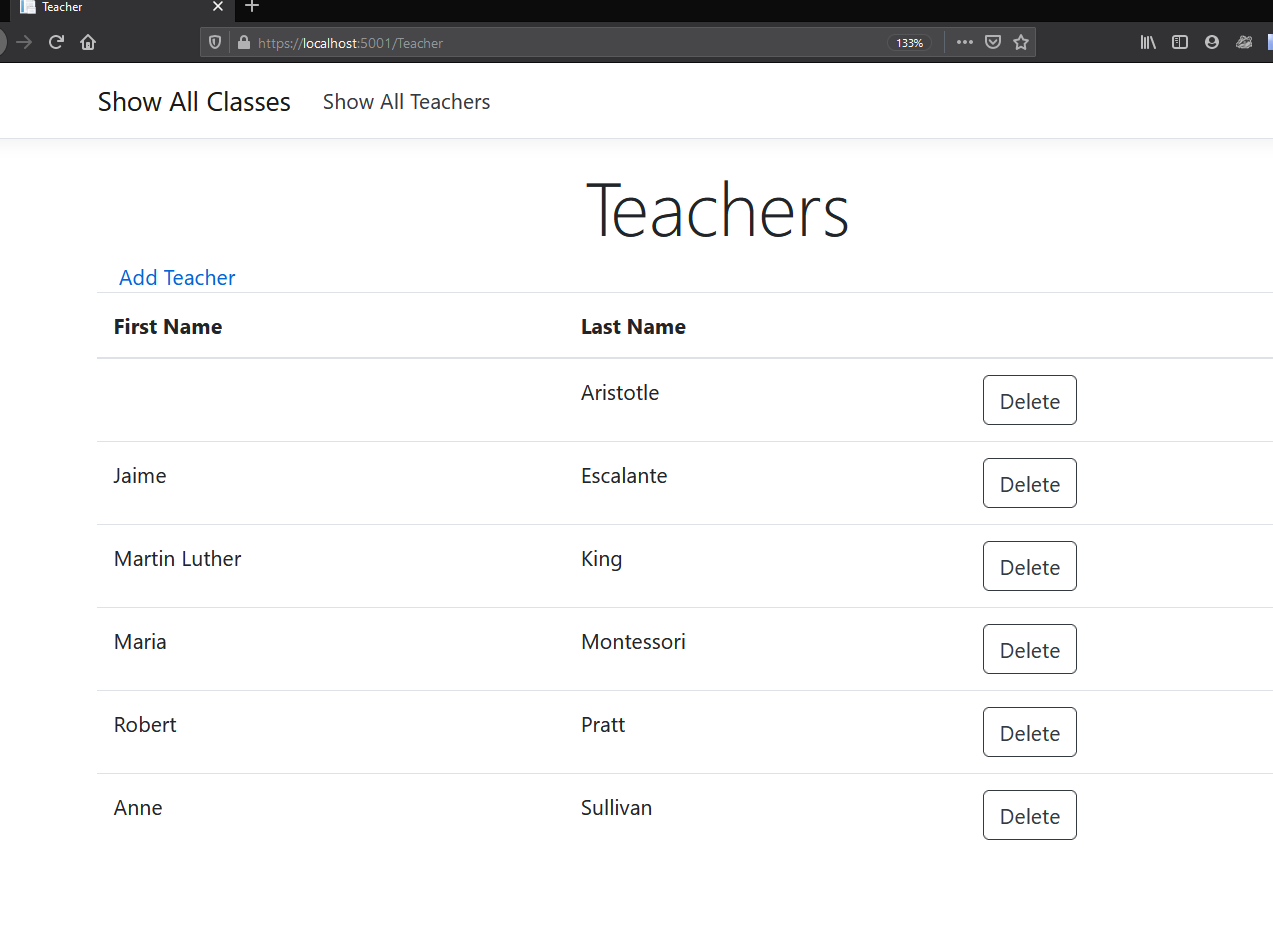 Teacher
https://localhost:5001/Teacher 133%
Show All Classes Show All Teachers
Teachers
Add Teacher
First Name Last Name
Aristotle Delete
Jaime Escalante Delete
Martin Luther King Delete
Maria Montessori Delete
Robert Pratt Delete
Anne Sullivan Delete